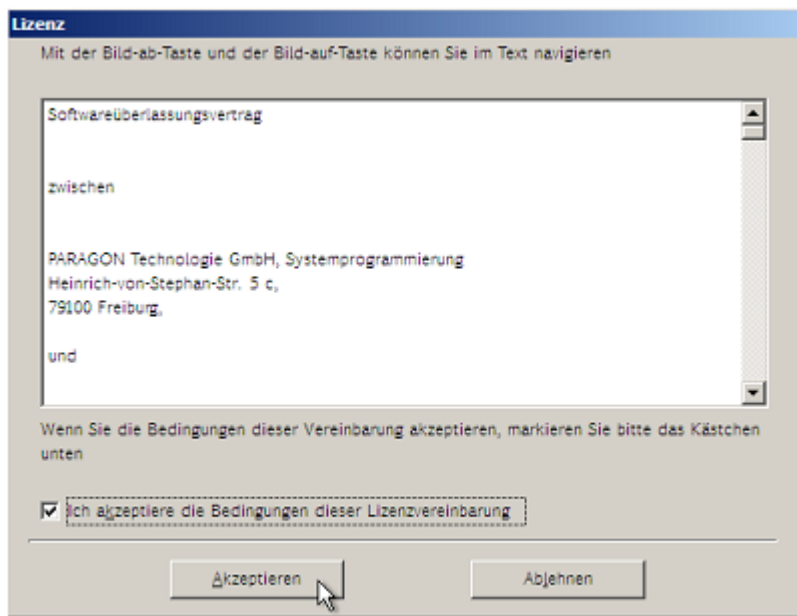 Lizenz
Mit der Bild-ab-Taste und der Bild-auf-Taste können Sie im Text navigieren
Softwareüberlassungsvertrag
zwischen
PARAGON Technologie GmbH, Systemprogrammierung
Heinrich-von-Stephan-Str. 5 c,
79100 Freiburg,
und
Wenn Sie die Bedingungen dieser Vereinbarung akzeptieren, markieren Sie bitte das Kästchen
unten
Ich akzeptiere die Bedingungen dieser Lizenzvereinbarung
Akzeptieren Ablehnen